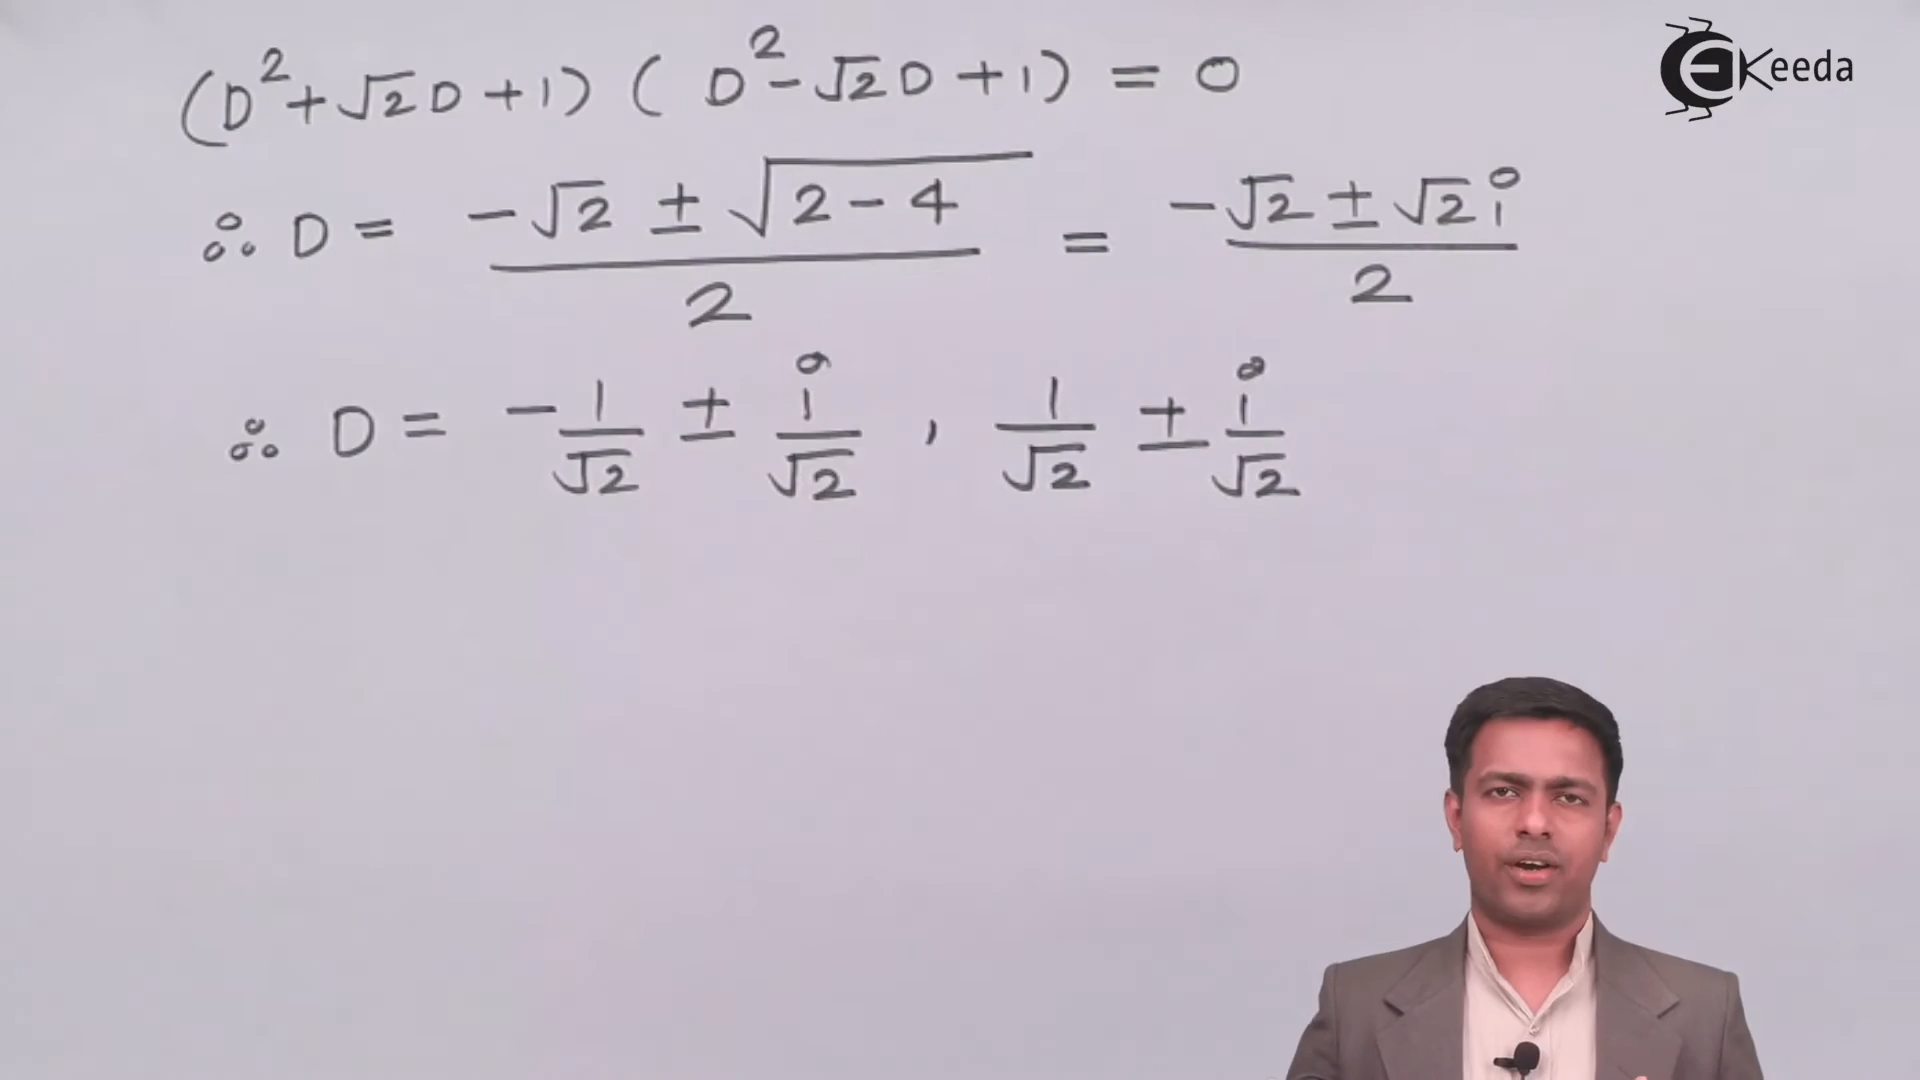 (D²+√2D+1)(D²-√2D+1) = 0
∴ D = (-√2 ± √(2-4))/2 = (-√2 ± √2i)/2
∴ D = -1/√2 ± i/√2 , 1/√2 ± i/√2
EKeeda